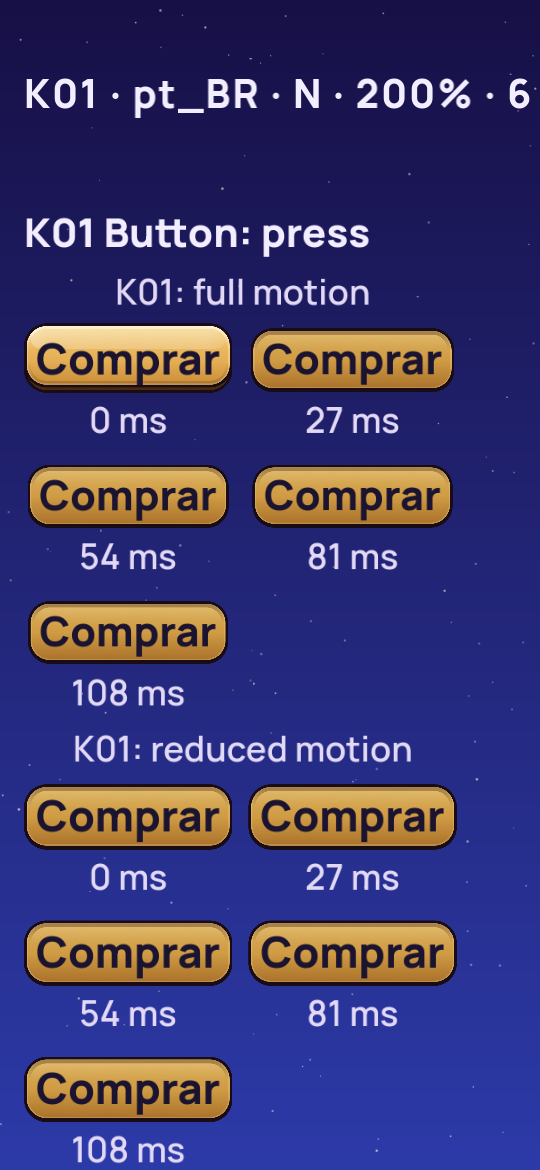 K01 · pt_BR · N · 200% · 6
K01 Button: press
K01: full motion
Comprar Comprar
0 ms 27 ms
Comprar Comprar
54 ms 81 ms
Comprar
108 ms
K01: reduced motion
Comprar Comprar
0 ms 27 ms
Comprar Comprar
54 ms 81 ms
Comprar
108 ms